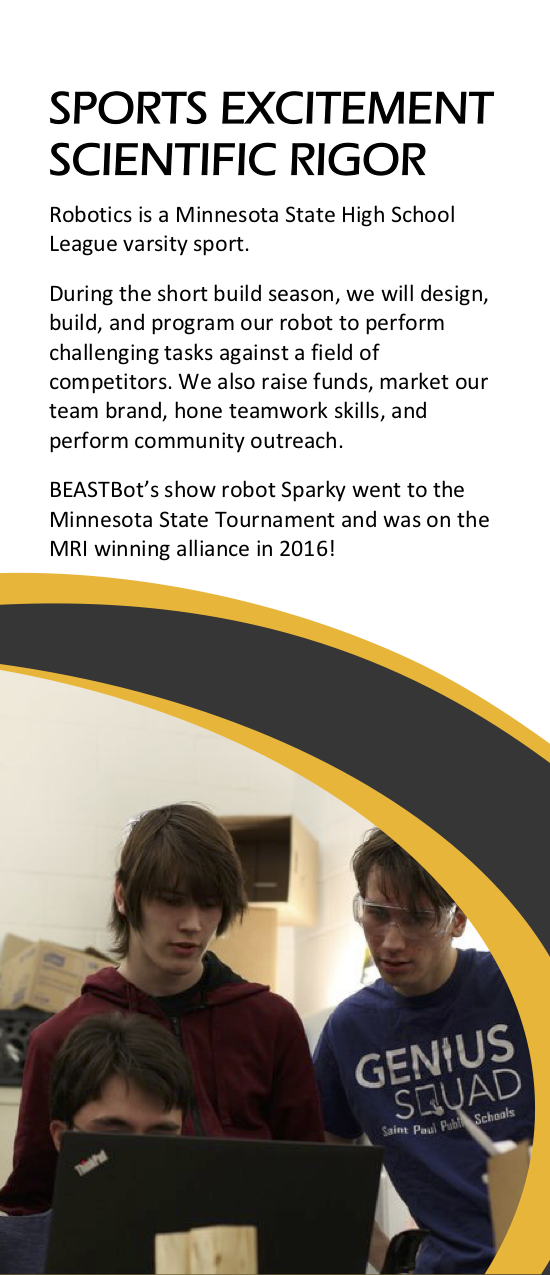 SPORTS EXCITEMENT
SCIENTIFIC RIGOR
Robotics is a Minnesota State High School
League varsity sport.
During the short build season, we will design,
build, and program our robot to perform
challenging tasks against a field of
competitors. We also raise funds, market our
team brand, hone teamwork skills, and
perform community outreach.
BEASTBot’s show robot Sparky went to the
Minnesota State Tournament and was on the
MRI winning alliance in 2016!
GENIUS
SQUAD
Saint Paul Public Schools
ThinkPad